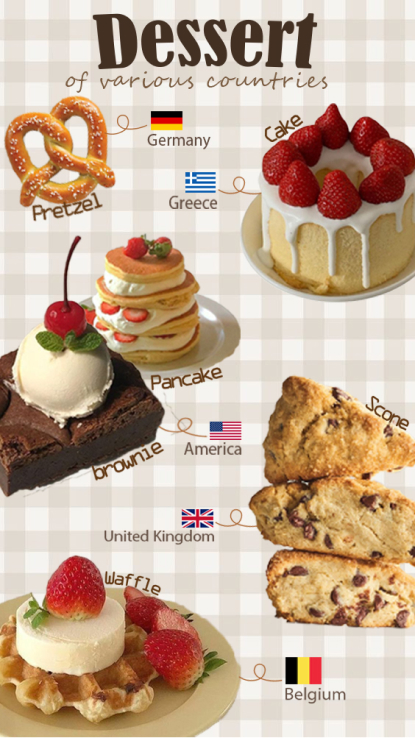 Dessert
of various countries
Germany
Pretzel
Cake
Greece
Pancake
brownie
America
Scone
United Kingdom
Waffle
Belgium